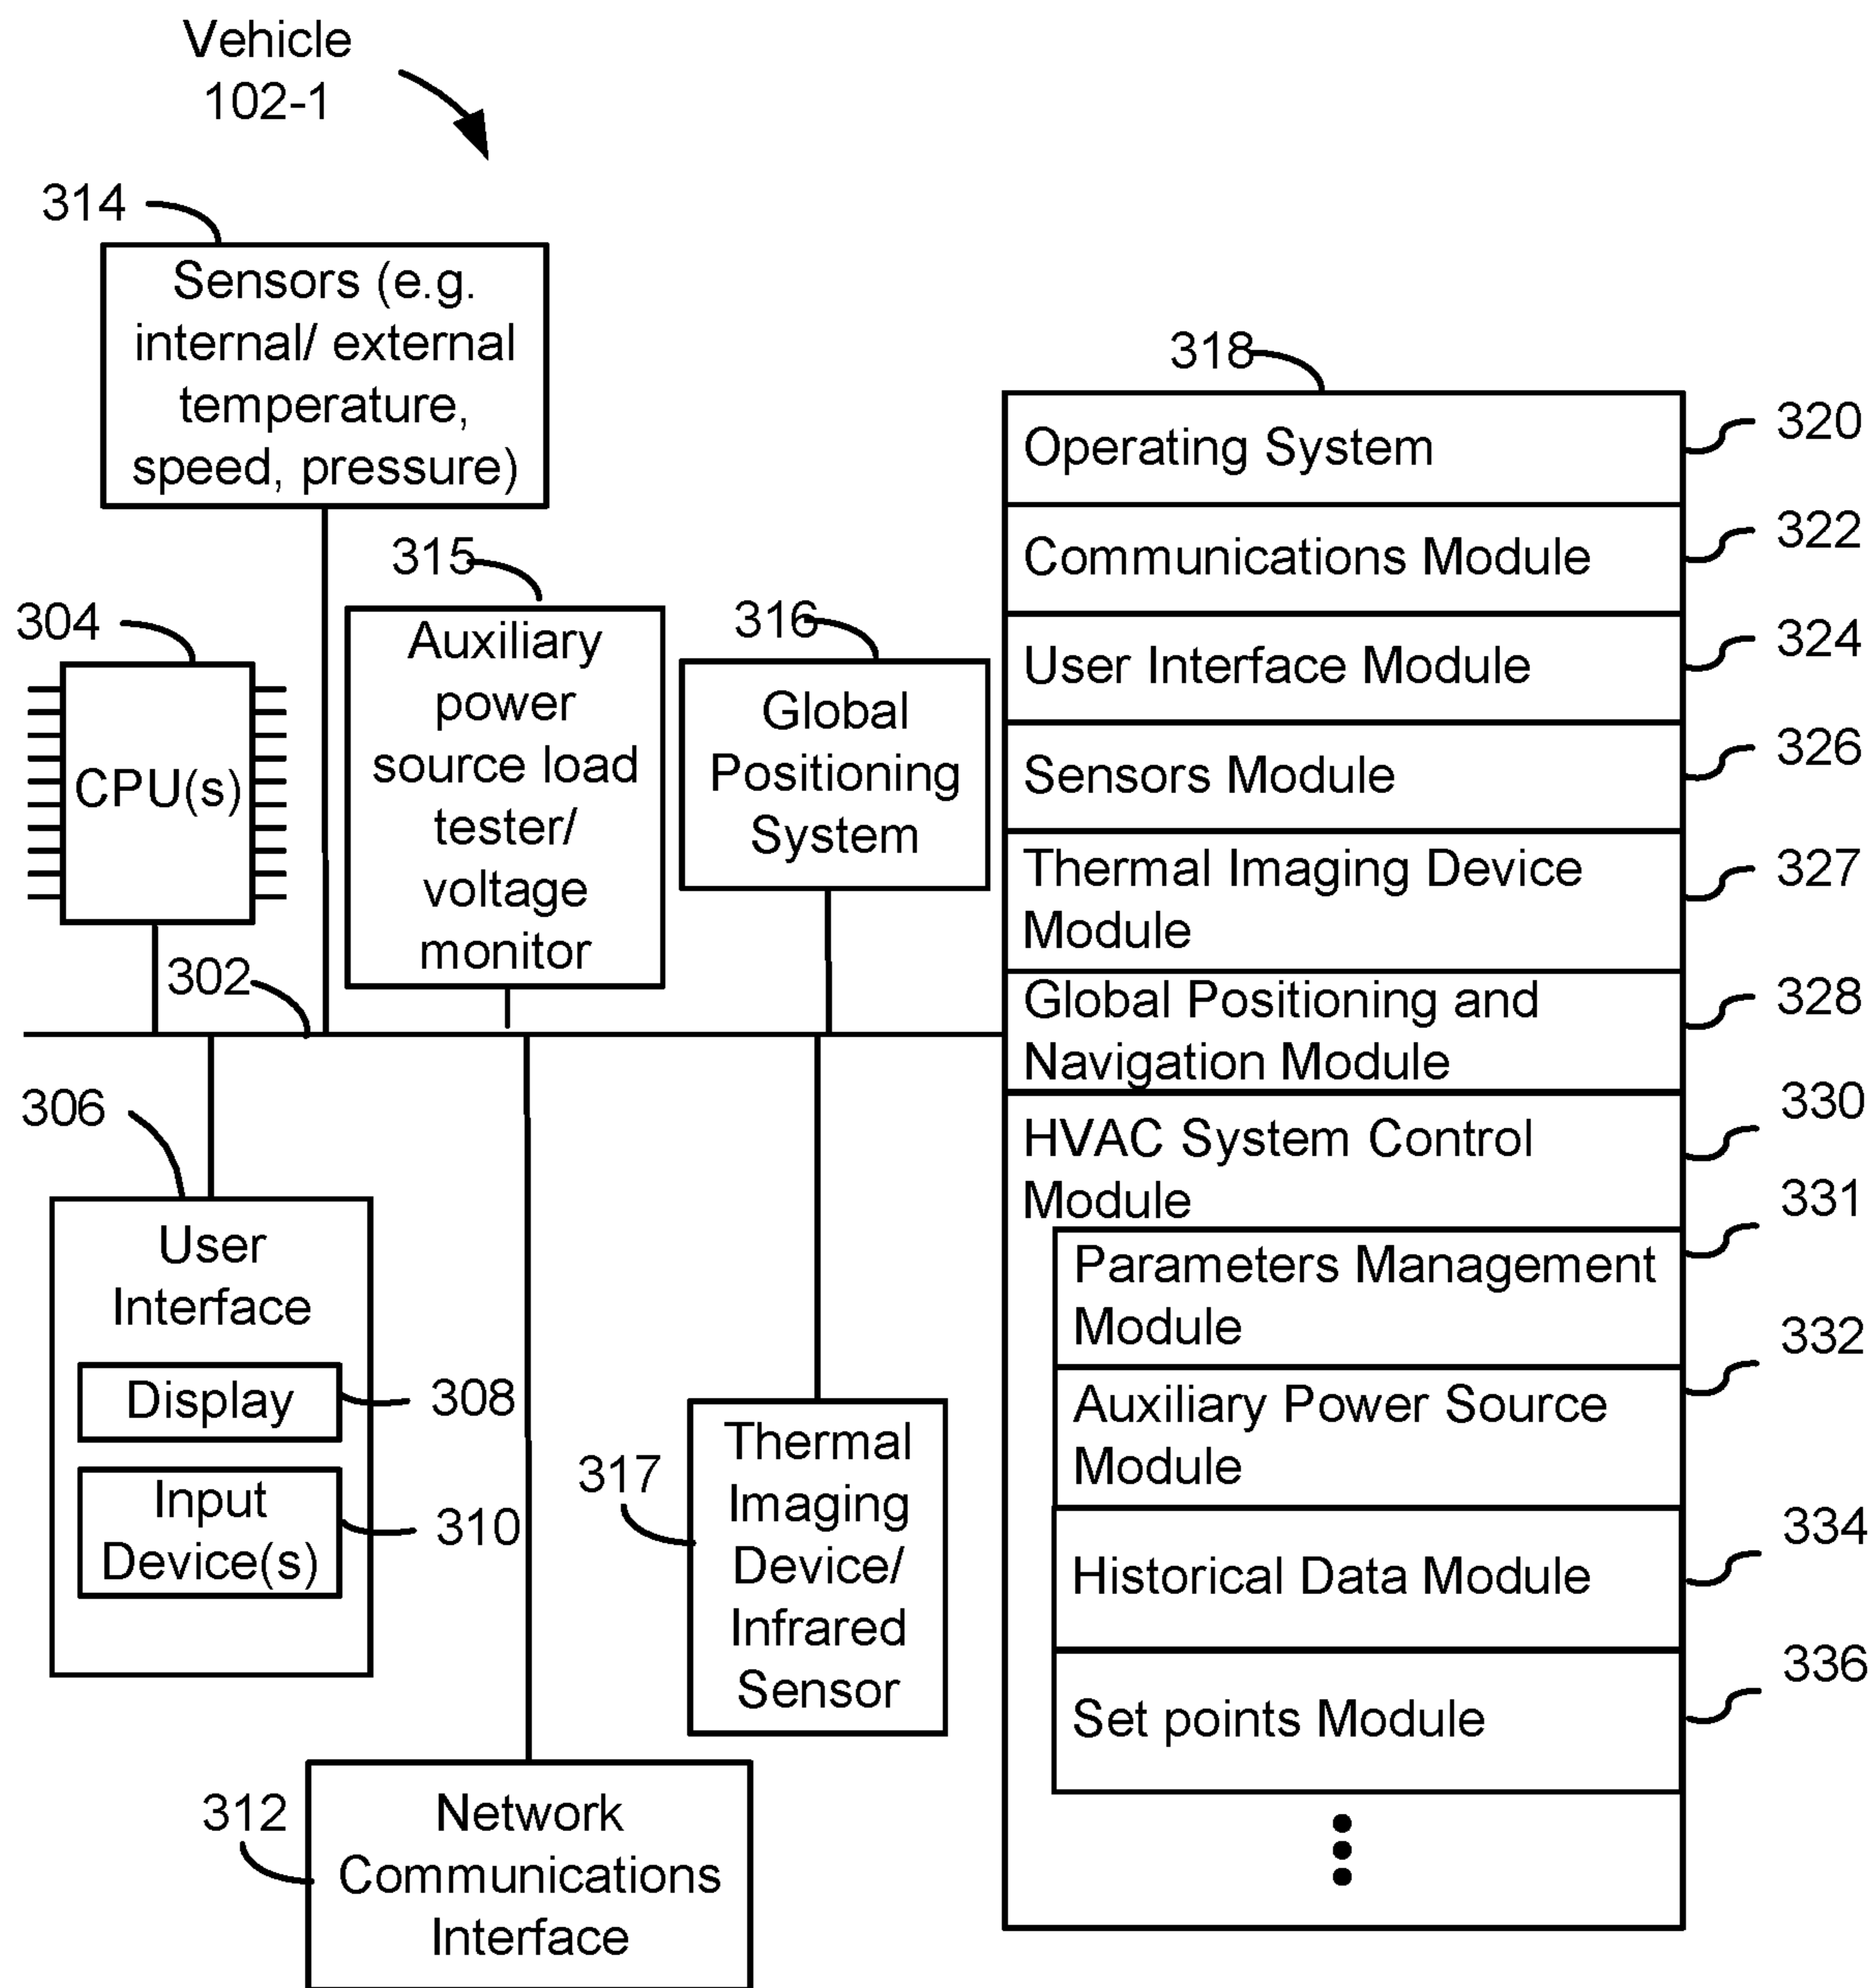 Vehicle
102-1
314
Sensors (e.g.
internal/ external
temperature,
speed, pressure)
315
Auxiliary
power
source load
tester/
voltage
monitor
316
Global
Positioning
System
304
CPU(s)
302
306
User
Interface
Display
308
Input
Device(s)
310
317
Thermal
Imaging
Device/
Infrared
Sensor
312
Network
Communications
Interface
318
Operating System
320
Communications Module
322
User Interface Module
324
Sensors Module
326
Thermal Imaging Device
Module
327
Global Positioning and
Navigation Module
328
HVAC System Control
Module
330
Parameters Management
Module
331
Auxiliary Power Source
Module
332
Historical Data Module
334
Set points Module
336